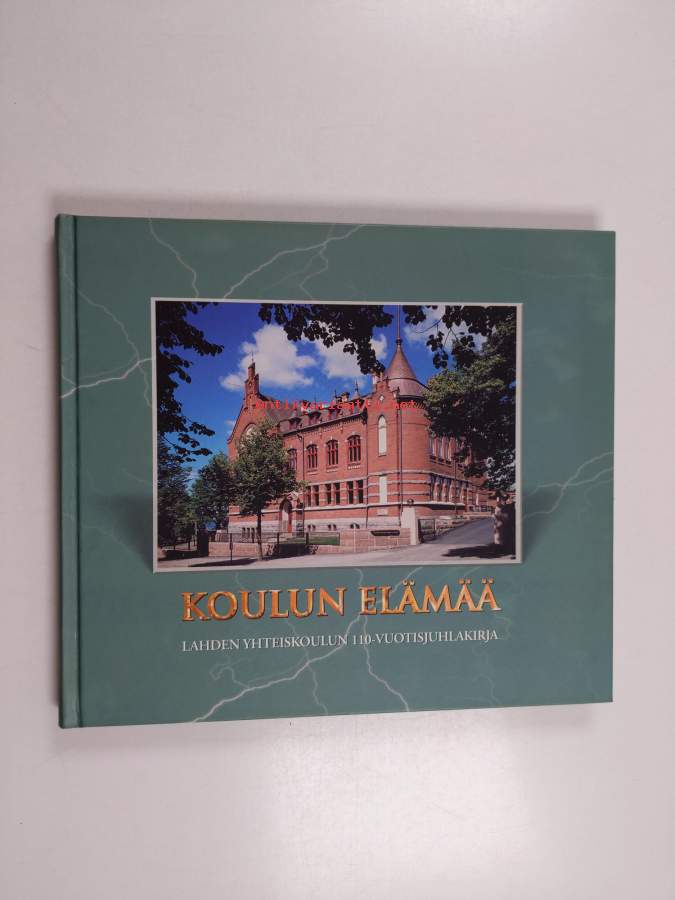 KOULUN ELÄMÄÄ
LAHDEN YHTEISKOULUN 110-VUOTISJUHLAKIRJA